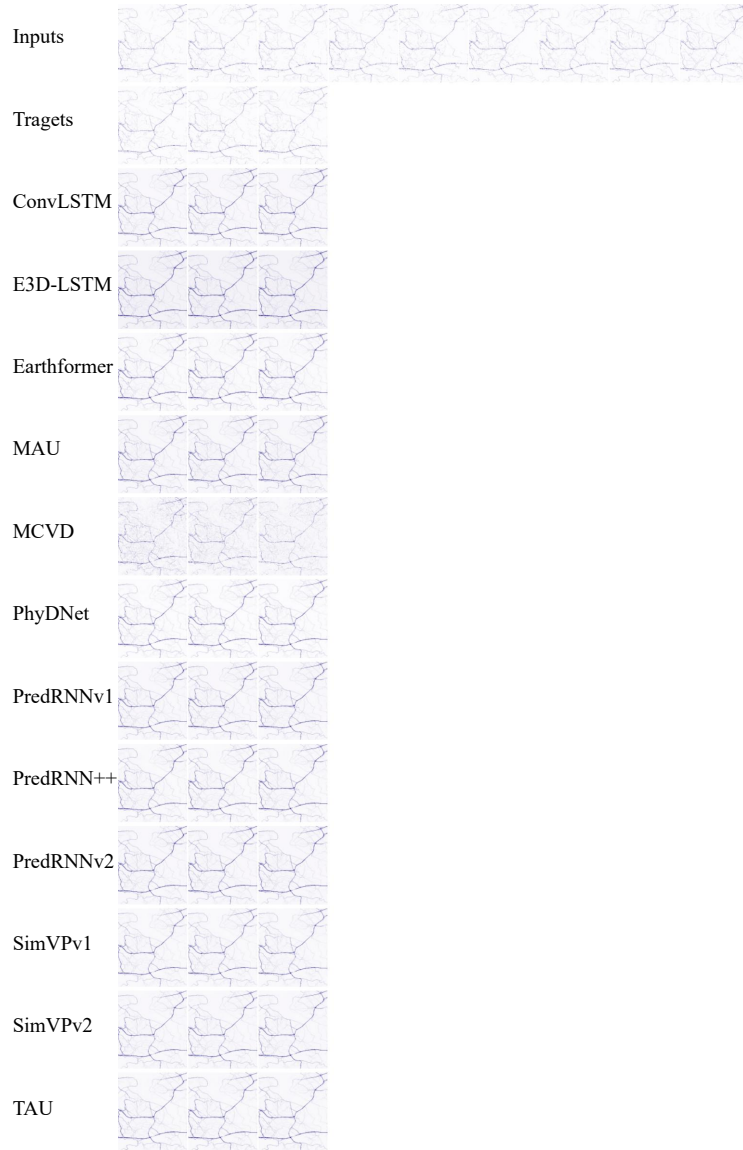 Inputs
Tragets
ConvLSTM
E3D-LSTM
Earthformer
MAU
MCVD
PhyDNet
PredRNNv1
PredRNN++
PredRNNv2
SimVPv1
SimVPv2
TAU